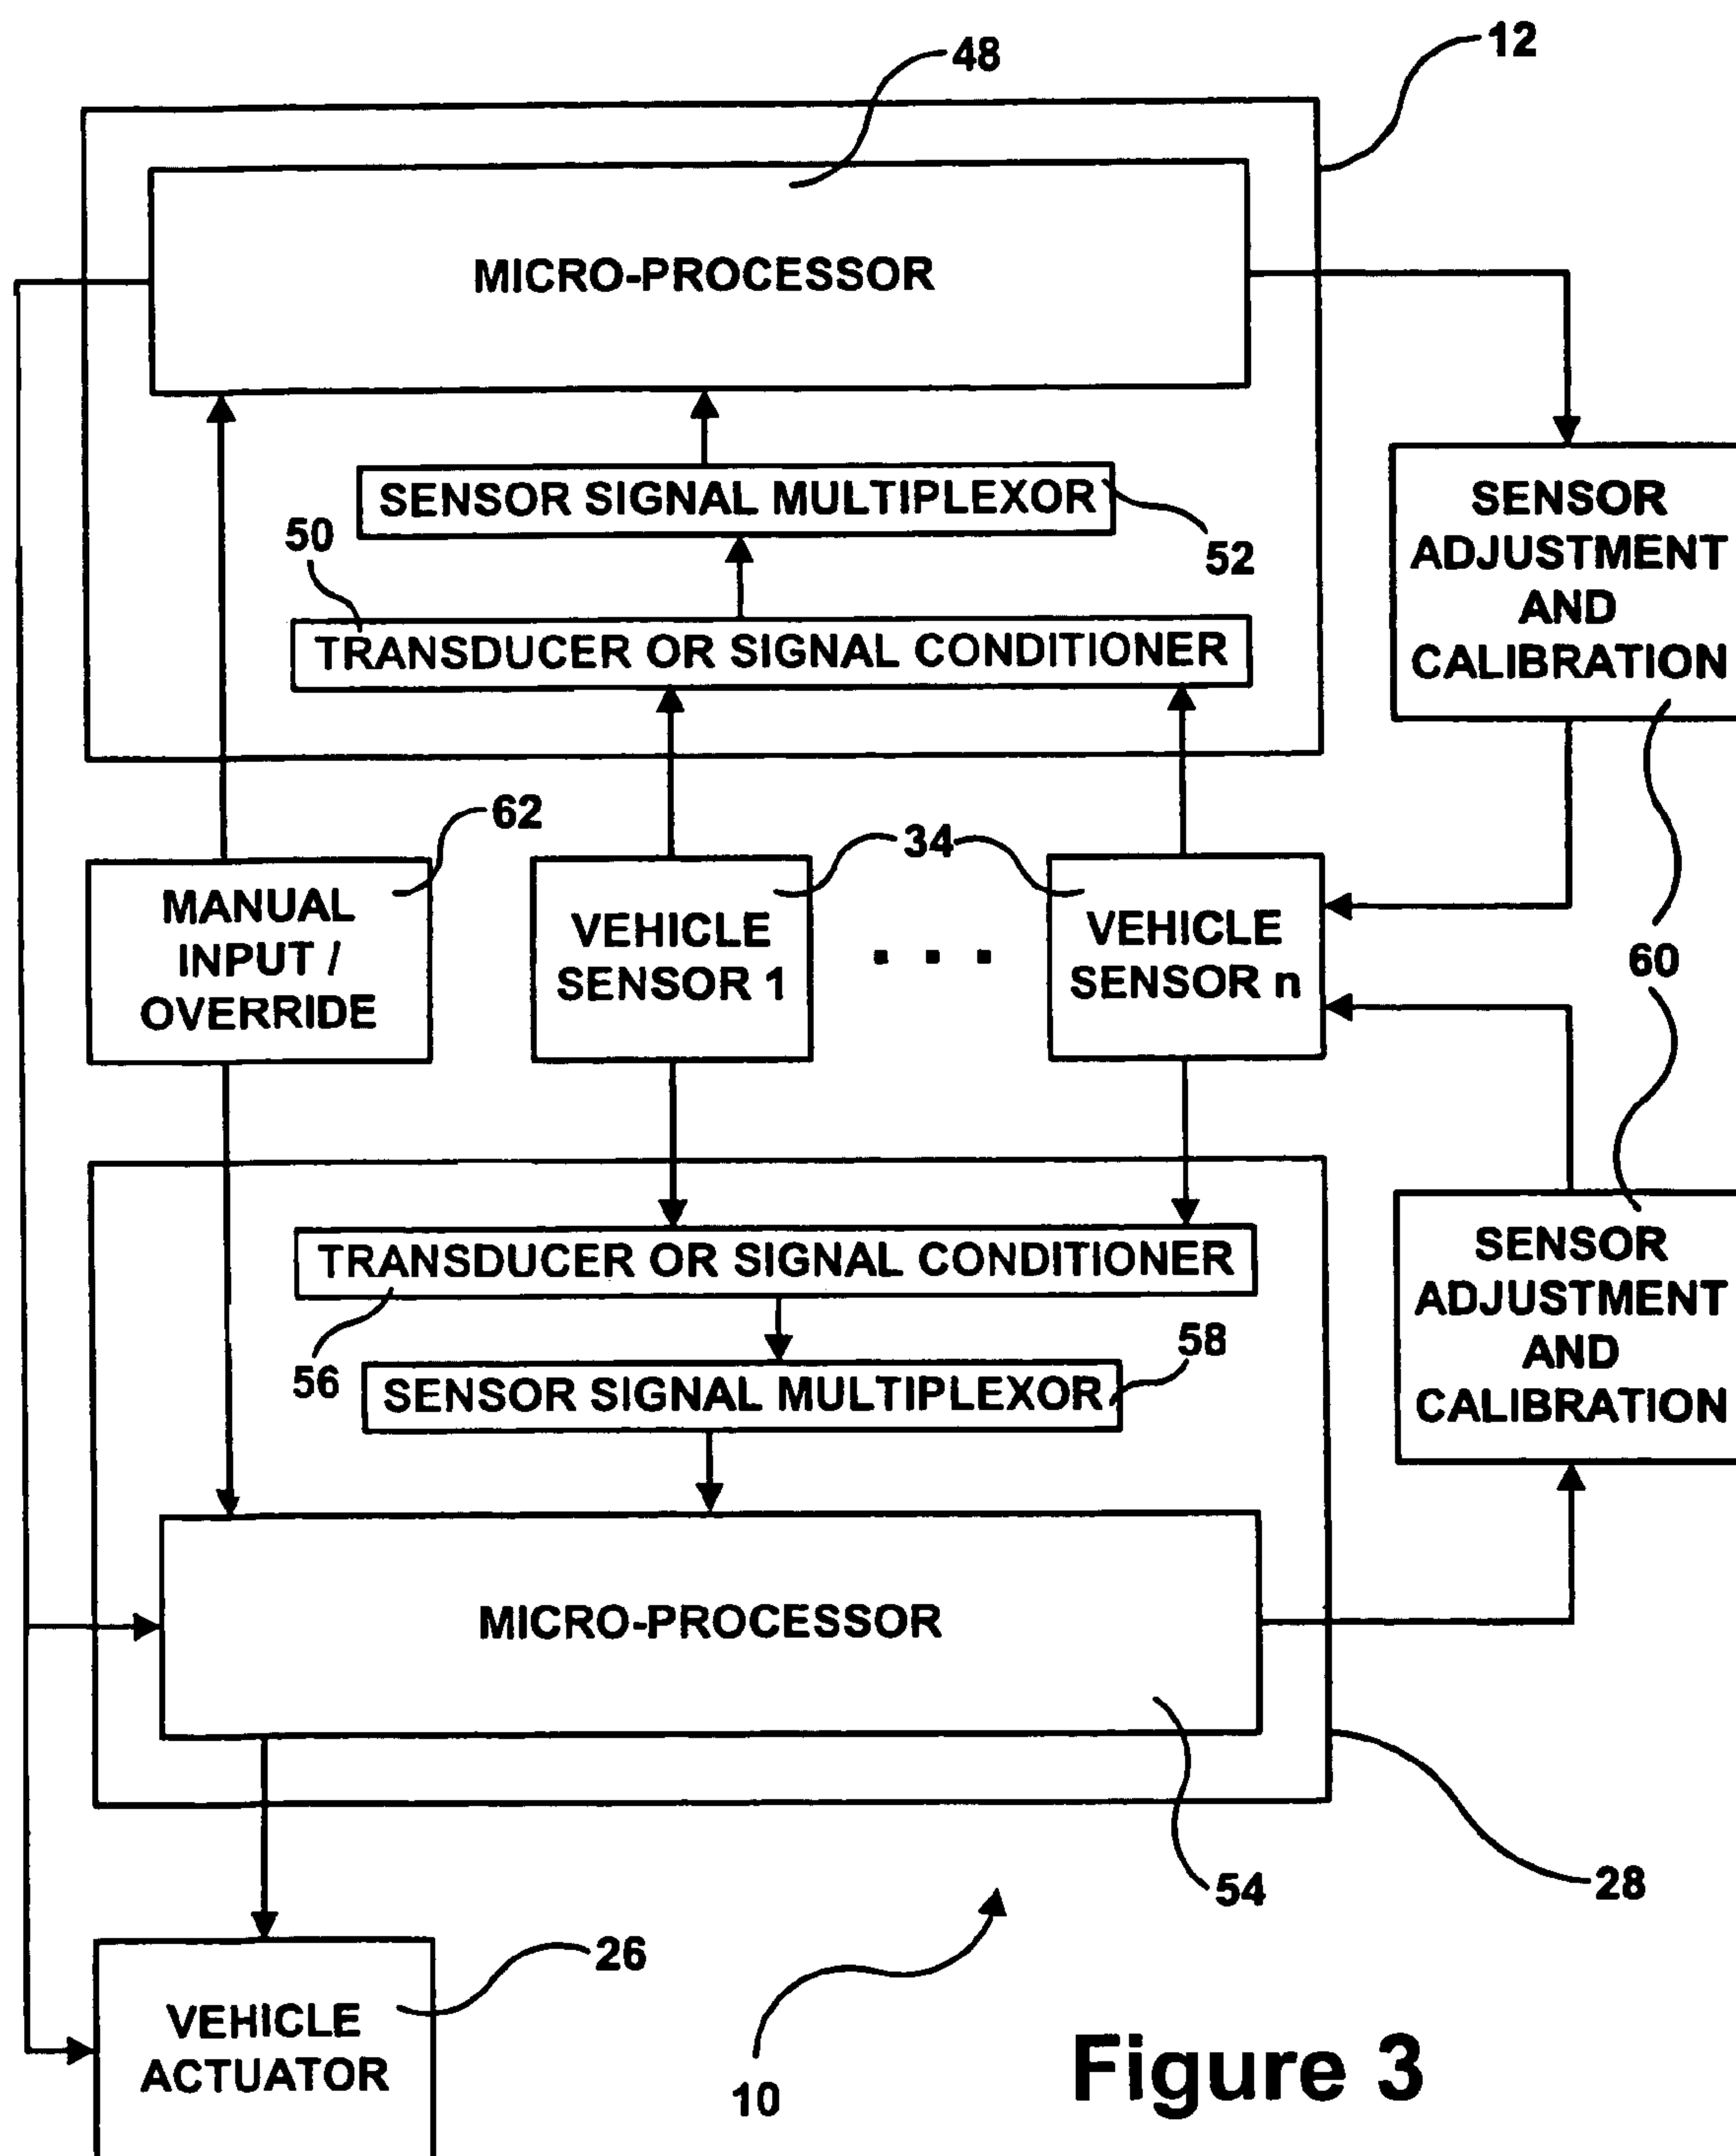 48
12
MICRO-PROCESSOR
SENSOR SIGNAL MULTIPLEXOR
50
52
TRANSDUCER OR SIGNAL CONDITIONER
SENSOR
ADJUSTMENT
AND
CALIBRATION
62
34
MANUAL
INPUT /
OVERRIDE
VEHICLE
SENSOR 1
. . .
VEHICLE
SENSOR n
60
TRANSDUCER OR SIGNAL CONDITIONER
56
58
SENSOR SIGNAL MULTIPLEXOR
SENSOR
ADJUSTMENT
AND
CALIBRATION
MICRO-PROCESSOR
54
28
26
VEHICLE
ACTUATOR
10
Figure 3